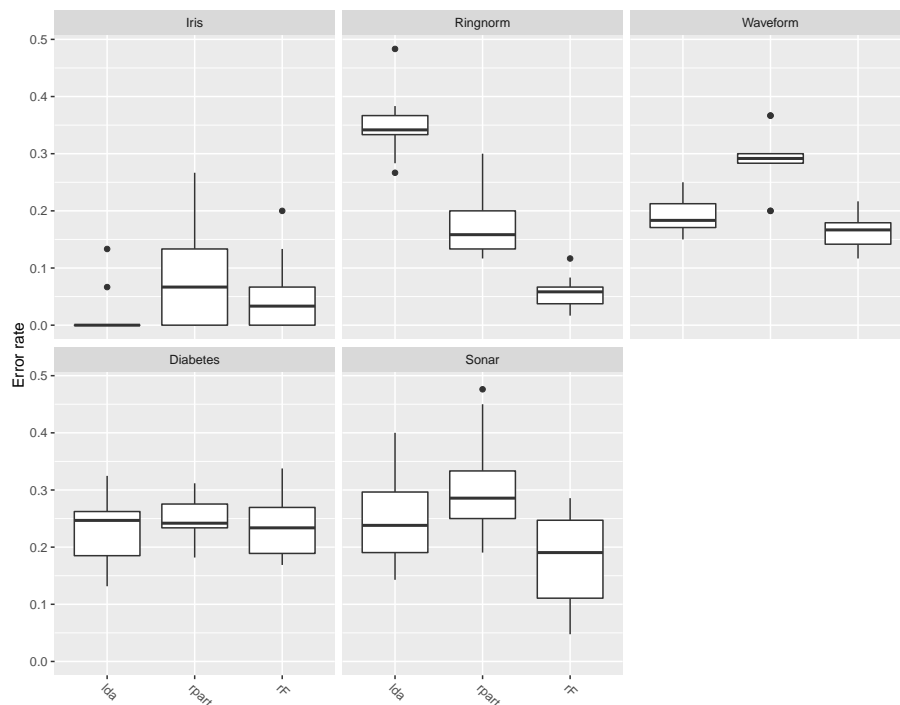 Iris
Ringnorm
Waveform
0.5
0.4
0.3
0.2
0.1
0.0
Error rate
Diabetes
Sonar
0.5
0.4
0.3
0.2
0.1
0.0
lda
rpart
rF
lda
rpart
rF